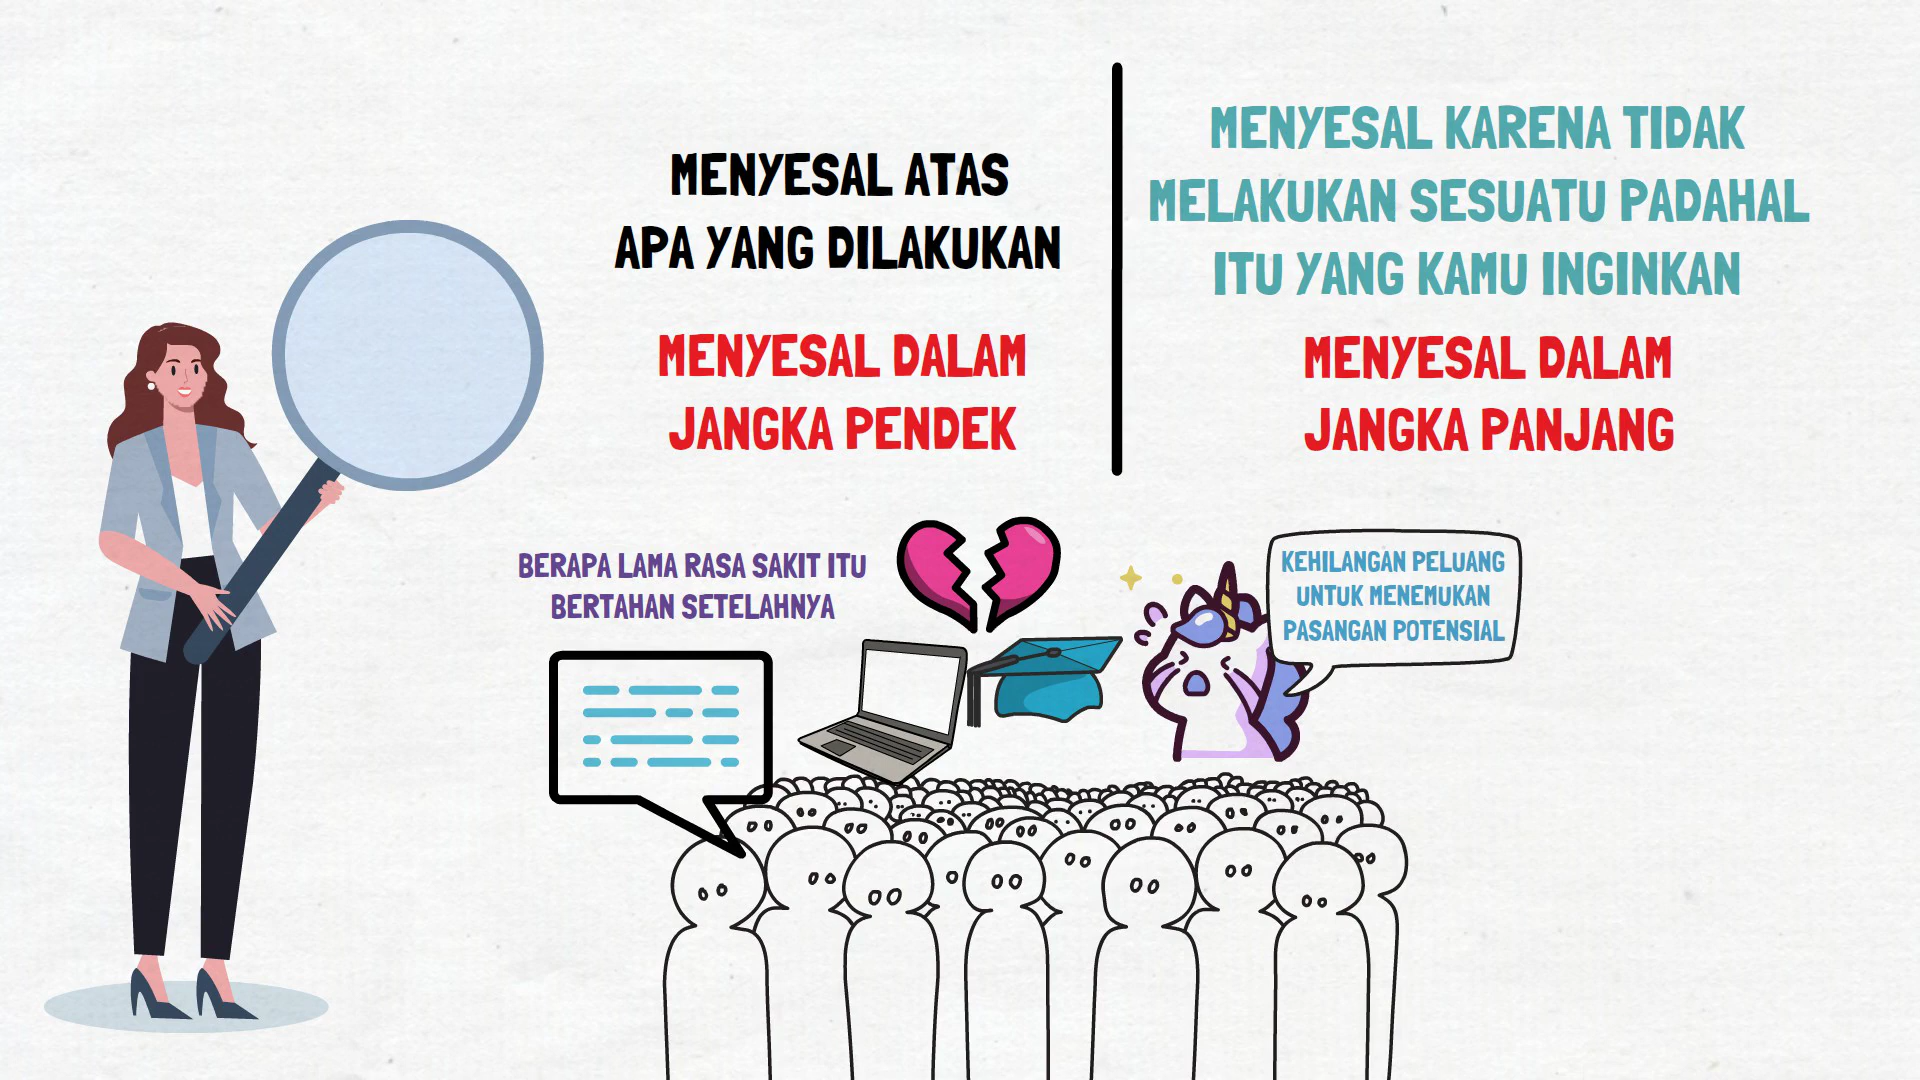 MENYESAL ATAS
APA YANG DILAKUKAN
MENYESAL DALAM
JANGKA PENDEK
MENYESAL KARENA TIDAK
MELAKUKAN SESUATU PADAHAL
ITU YANG KAMU INGINKAN
MENYESAL DALAM
JANGKA PANJANG
BERAPA LAMA RASA SAKIT ITU
BERTAHAN SETELAHNYA
KEHILANGAN PELUANG
UNTUK MENEMUKAN
PASANGAN POTENSIAL